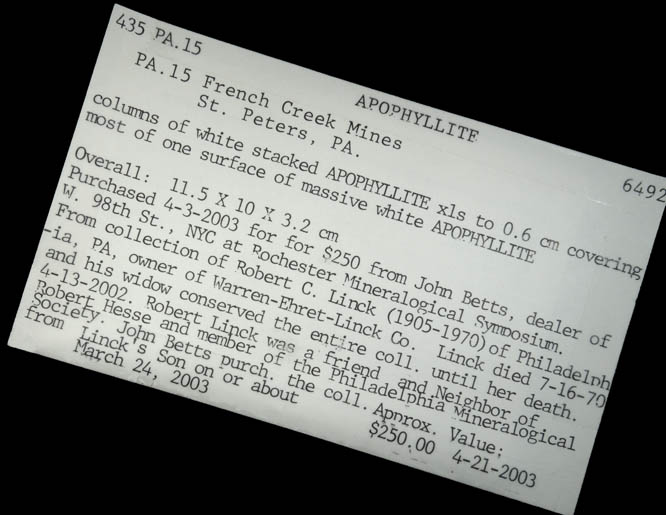 435 PA.15 APOPHYLLITE 6492
PA.15 French Creek Mines
St. Peters, PA.
columns of white stacked APOPHYLLITE xls to 0.6 cm covering
most of one surface of massive white APOPHYLLITE
Overall: 11.5 X 10 X 3.2 cm
Purchased 4-3-2003 for for $250 from John Betts, dealer of
W. 98th St., NYC at Rochester Mineralogical Symposium.
From collection of Robert C. Linck (1905-1970) of Philadelph
-ia, PA, owner of Warren-Ehret-Linck Co. Linck died 7-16-70
and his widow conserved the entire coll. until her death.
4-13-2002. Robert Linck was a friend and Neighbor of
Robert Hesse and member of the Philadelphia Mineralogical
Society. John Betts purch. the coll. Approx. Value:
from Linck's Son on or about $250.00 4-21-2003
March 24, 2003